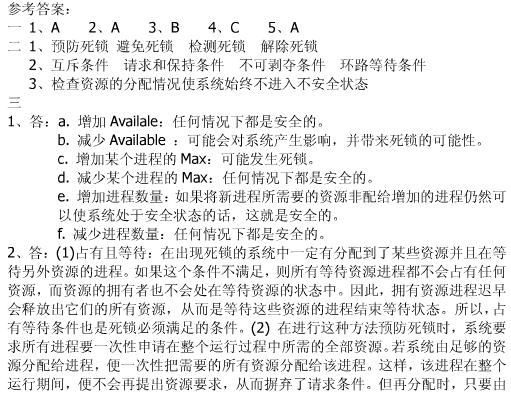 参考答案：
一 1、A 2、A 3、B 4、C 5、A
二 1、预防死锁 避免死锁 检测死锁 解除死锁
2、互斥条件 请求和保持条件 不可剥夺条件 环路等待条件
3、检查资源的分配情况使系统始终不进入不安全状态
三
1、答：a. 增加 Availale：任何情况下都是安全的。
b. 减少 Available ：可能会对系统产生影响，并带来死锁的可能性。
c. 增加某个进程的 Max：可能发生死锁。
d. 减少某个进程的 Max：任何情况下都是安全的。
e. 增加进程数量：如果将新进程所需要的资源非配给增加的进程仍然可
以使系统处于安全状态的话，这就是安全的。
f. 减少进程数量：任何情况下都是安全的。
2、答：(1)占有且等待：在出现死锁的系统中一定有分配到了某些资源并且在等
待另外资源的进程。如果这个条件不满足，则所有等待资源进程都不会占有任何
资源，而资源的拥有者也不会处在等待资源的状态中。因此，拥有资源进程迟早
会释放出它们的所有资源，从而是等待这些资源的进程结束等待状态。所以,占
有等待条件也是死锁必须满足的条件。(2) 在进行这种方法预防死锁时，系统要
求所有进程要一次性申请在整个运行过程中所需的全部资源。若系统由足够的资
源分配给进程，便一次性把需要的所有资源分配给该进程。这样，该进程在整个
运行期间，便不会再提出资源要求，从而摒弃了请求条件。但再分配时，只要由